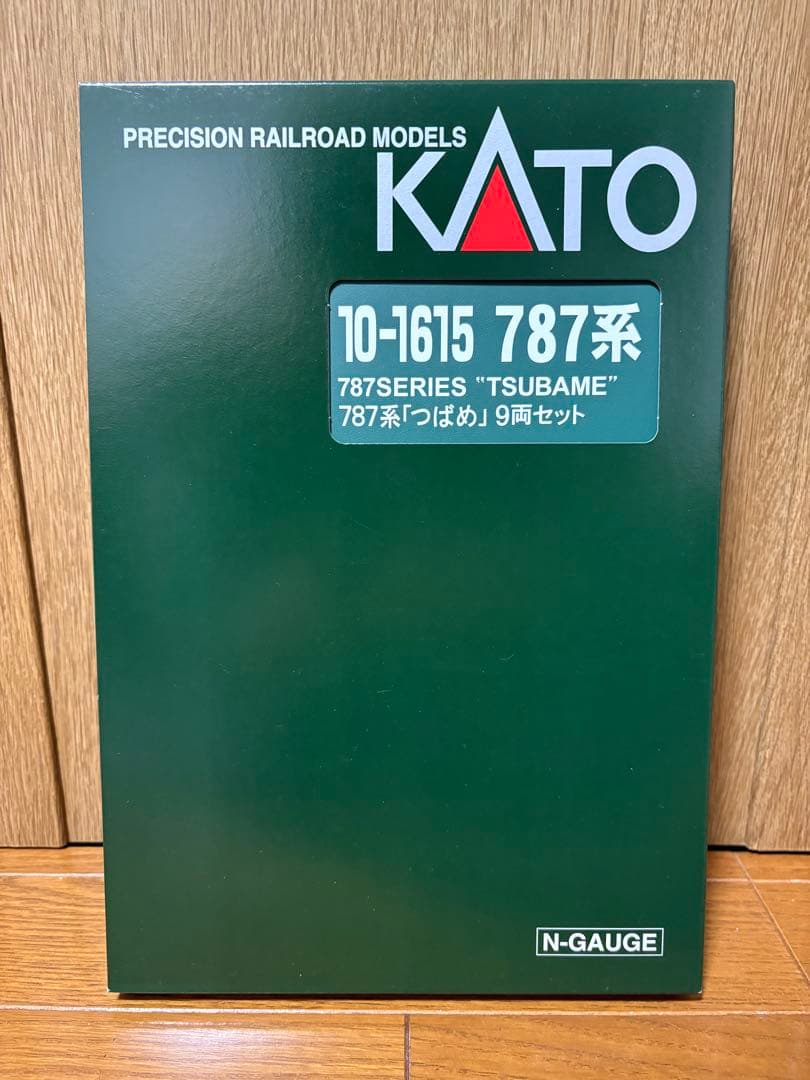 PRECISION RAILROAD MODELS
KATO
10-1615 787系
787SERIES "TSUBAME"
787系「つばめ」9両セット
N-GAUGE